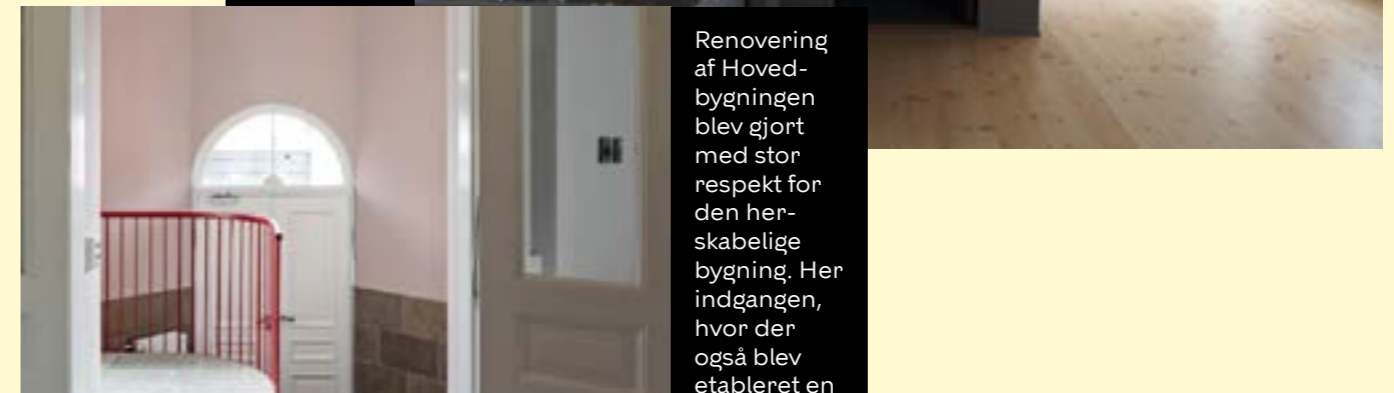 Renovering
af Hoved-
bygningen
blev gjort
med stor
respekt for
den her-
skabelige
bygning. Her
indgangen,
hvor der
også blev
etableret en